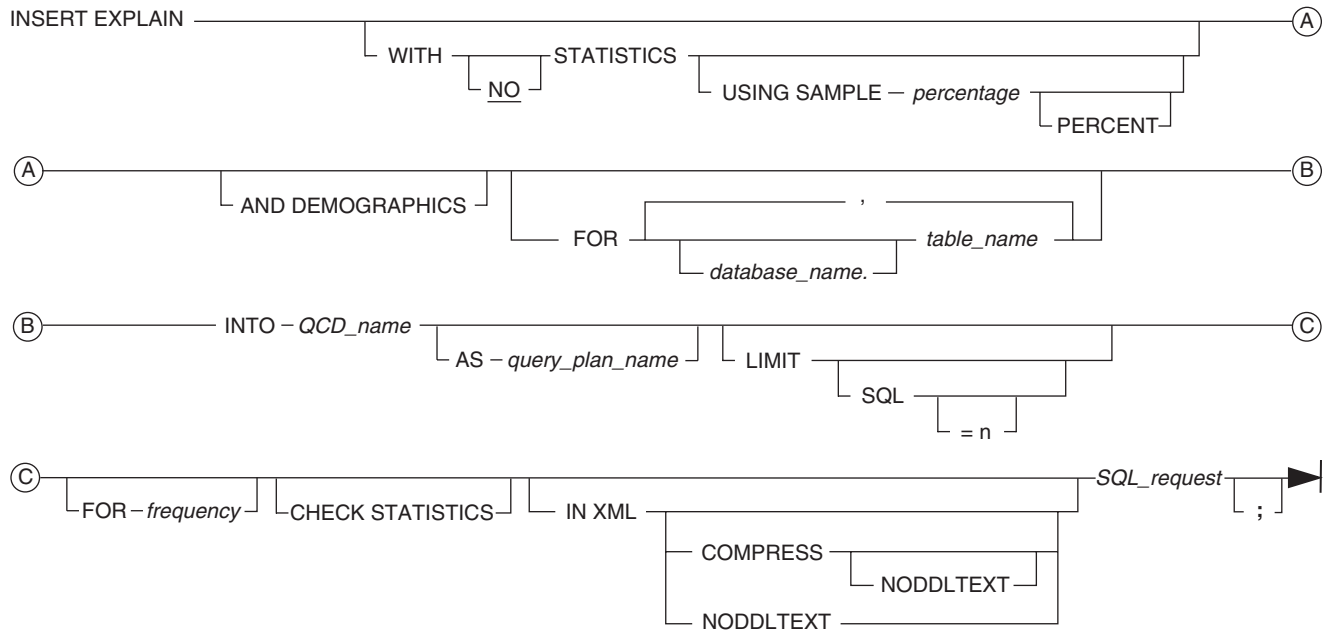 INSERT EXPLAIN A
WITH STATISTICS
NO USING SAMPLE percentage
PERCENT
A B
AND DEMOGRAPHICS ,
FOR table_name
database_name.
B INTO QCD_name C
AS query_plan_name LIMIT
SQL
= n
C SQL_request
FOR frequency CHECK STATISTICS IN XML ;
COMPRESS
NODDLTEXT
NODDLTEXT